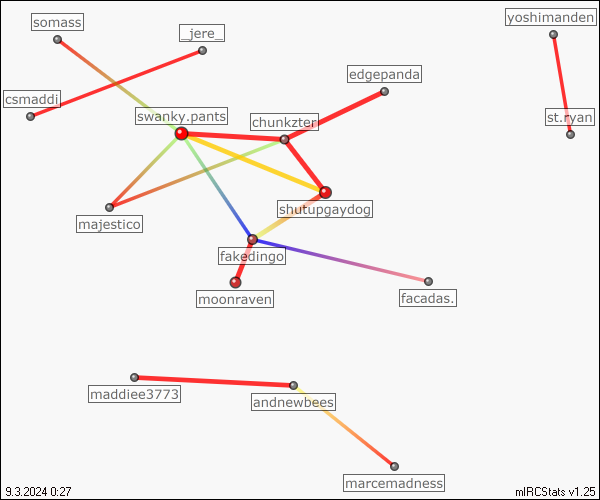 yoshimanden
somass
_jere_
edgepanda
csmaddi
swanky.pants
st.ryan
chunkzter
shutupgaydog
majestico
fakedingo
moonraven
facadas.
maddiee3773
andnewbees
marcemadness
9.3.2024 0:27
mIRCStats v1.25